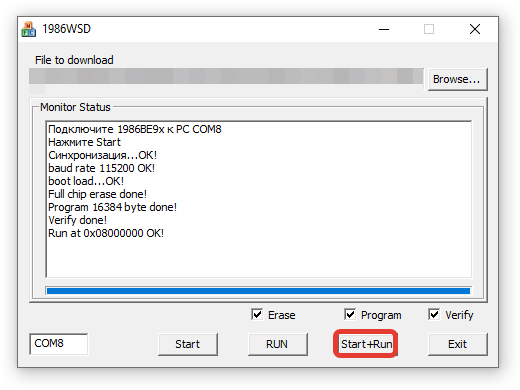 1986WSD
File to download
Browse...
Monitor Status
Подключите 1986BE9x к PC COM8
Нажмите Start
Синхронизация...OK!
baud rate 115200 OK!
boot load...OK!
Full chip erase done!
Program 16384 byte done!
Verify done!
Run at 0x08000000 OK!
Erase Program Verify
COM8 Start RUN Start+Run Exit